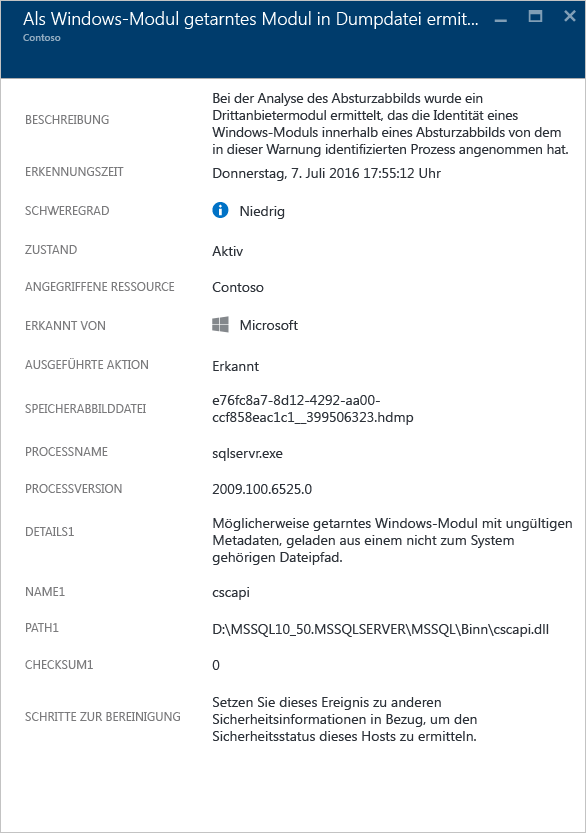 Als Windows-Modul getarntes Modul in Dumpdatei ermit...
Contoso
BESCHREIBUNG
Bei der Analyse des Absturzabbilds wurde ein
Drittanbietermodul ermittelt, das die Identität eines
Windows-Moduls innerhalb eines Absturzabbilds von dem
in dieser Warnung identifizierten Prozess angenommen hat.
ERKENNUNGSZEIT
Donnerstag, 7. Juli 2016 17:55:12 Uhr
SCHWEREGRAD
Niedrig
ZUSTAND
Aktiv
ANGEGRIFFENE RESSOURCE
Contoso
ERKANNT VON
Microsoft
AUSGEFÜHRTE AKTION
Erkannt
SPEICHERABBILDDATEI
e76fc8a7-8d12-4292-aa00-
ccf858eac1c1__399506323.hdmp
PROCESSNAME
sqlservr.exe
PROCESSVERSION
2009.100.6525.0
DETAILS1
Möglicherweise getarntes Windows-Modul mit ungültigen
Metadaten, geladen aus einem nicht zum System
gehörigen Dateipfad.
NAME1
cscapi
PATH1
D:\MSSQL10_50.MSSQLSERVER\MSSQL\Binn\cscapi.dll
CHECKSUM1
0
SCHRITTE ZUR BEREINIGUNG
Setzen Sie dieses Ereignis zu anderen
Sicherheitsinformationen in Bezug, um den
Sicherheitsstatus dieses Hosts zu ermitteln.